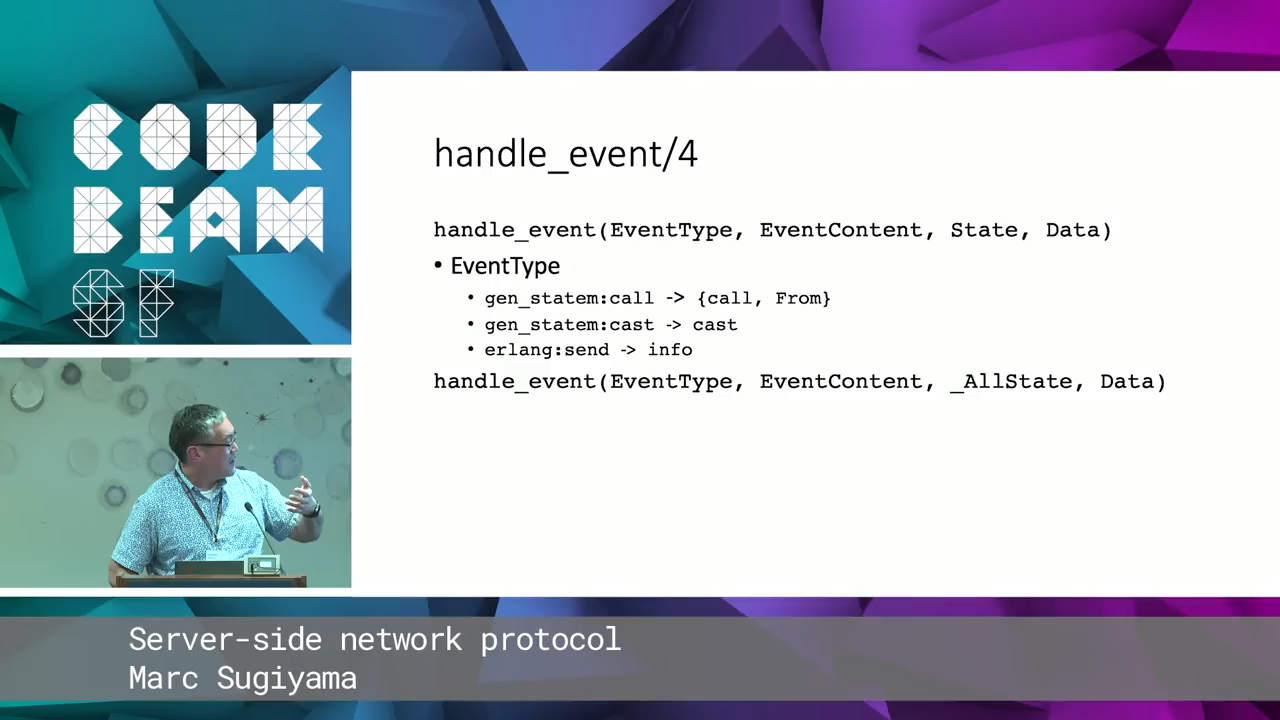 CODE
BEAM
SF
handle_event/4
handle_event(EventType, EventContent, State, Data)
• EventType
• gen_statem:call -> {call, From}
• gen_statem:cast -> cast
• erlang:send -> info
handle_event(EventType, EventContent, _AllState, Data)
Server-side network protocol
Marc Sugiyama